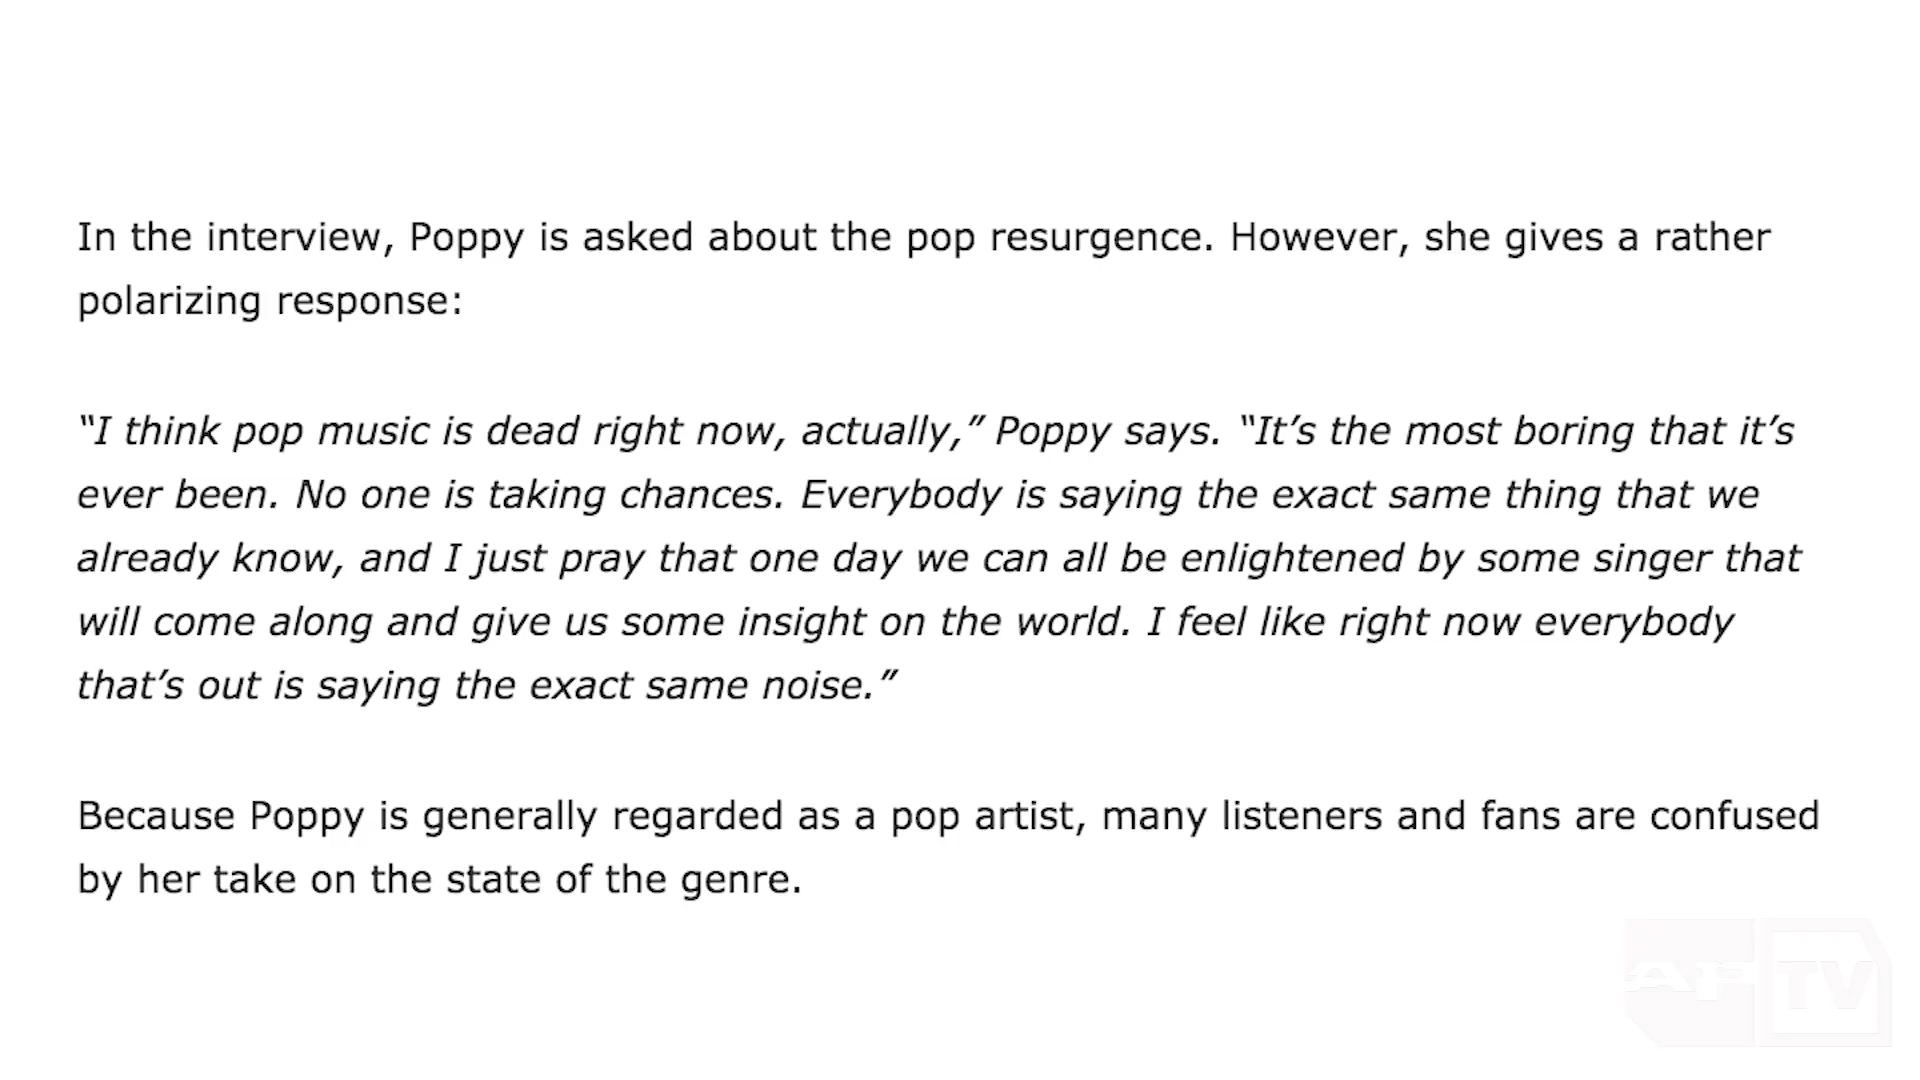 In the interview, Poppy is asked about the pop resurgence. However, she gives a rather
polarizing response:
“I think pop music is dead right now, actually,” Poppy says. “It’s the most boring that it’s
ever been. No one is taking chances. Everybody is saying the exact same thing that we
already know, and I just pray that one day we can all be enlightened by some singer that
will come along and give us some insight on the world. I feel like right now everybody
that’s out is saying the exact same noise.”
Because Poppy is generally regarded as a pop artist, many listeners and fans are confused
by her take on the state of the genre.
AP TV